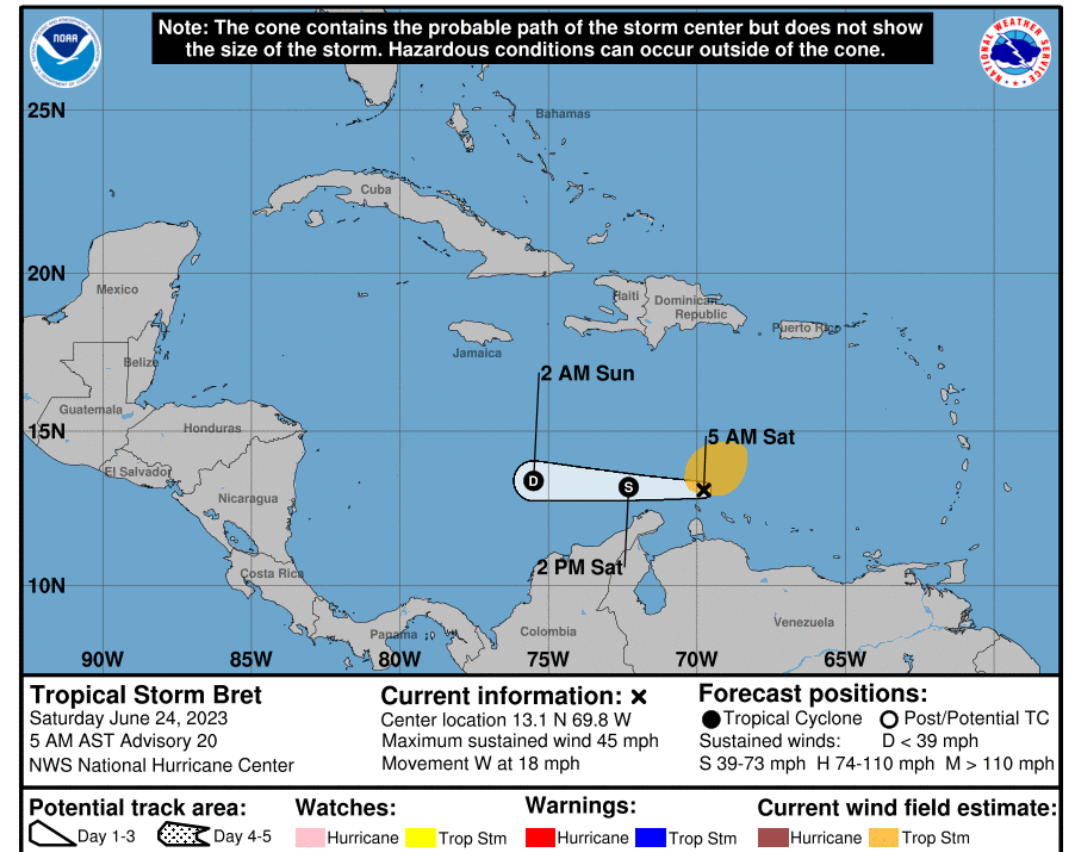 Note: The cone contains the probable path of the storm center but does not show
the size of the storm. Hazardous conditions can occur outside of the cone.
NOAA
NATIONAL WEATHER SERVICE
25N
Bahamas
Cuba
20N
Mexico
Haiti
Dominican
Republic
Puerto Rico
Jamaica
Belize
2 AM Sun
Guatemala
15N
Honduras
5 AM Sat
El Salvador
D
S
Nicaragua
2 PM Sat
Costa Rica
10N
Panama
Colombia
Venezuela
90W 85W 80W 75W 70W 65W
Tropical Storm Bret
Saturday June 24, 2023
5 AM AST Advisory 20
NWS National Hurricane Center
Current information: ×
Center location 13.1 N 69.8 W
Maximum sustained wind 45 mph
Movement W at 18 mph
Forecast positions:
Tropical Cyclone Post/Potential TC
Sustained winds: D < 39 mph
S 39-73 mph H 74-110 mph M > 110 mph
Potential track area:
Day 1-3 Day 4-5
Watches:
Hurricane Trop Stm
Warnings:
Hurricane Trop Stm
Current wind field estimate:
Hurricane Trop Stm